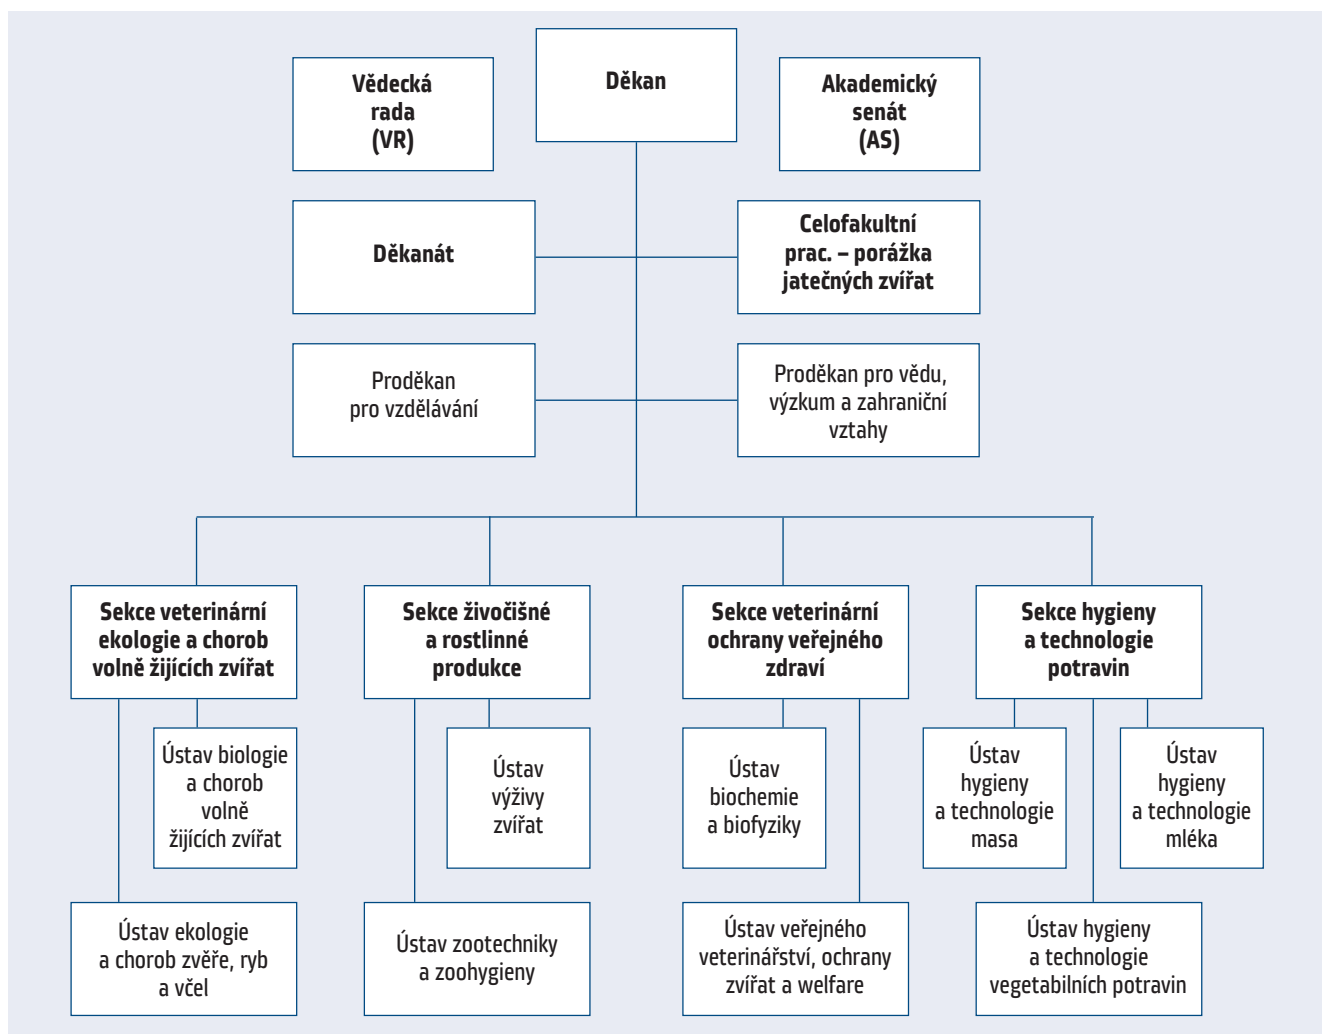 Děkan
Vědecká
rada
(VR)
Akademický
senát
(AS)
Děkanát
Celofakultní
prac. – porážka
jatečných zvířat
Proděkan
pro vzdělávání
Proděkan pro vědu,
výzkum a zahraniční
vztahy
Sekce veterinární
ekologie a chorob
volně žijících zvířat
Sekce živočišné
a rostlinné
produkce
Sekce veterinární
ochrany veřejného
zdraví
Sekce hygieny
a technologie
potravin
Ústav biologie
a chorob
volně
žijících zvířat
Ústav
výživy
zvířat
Ústav
biochemie
a biofyziky
Ústav
hygieny
a technologie
masa
Ústav
hygieny
a technologie
mléka
Ústav ekologie
a chorob zvěře, ryb
a včel
Ústav zootechniky
a zoohygieny
Ústav veřejného
veterinářství, ochrany
zvířat a welfare
Ústav hygieny
a technologie
vegetabilních potravin